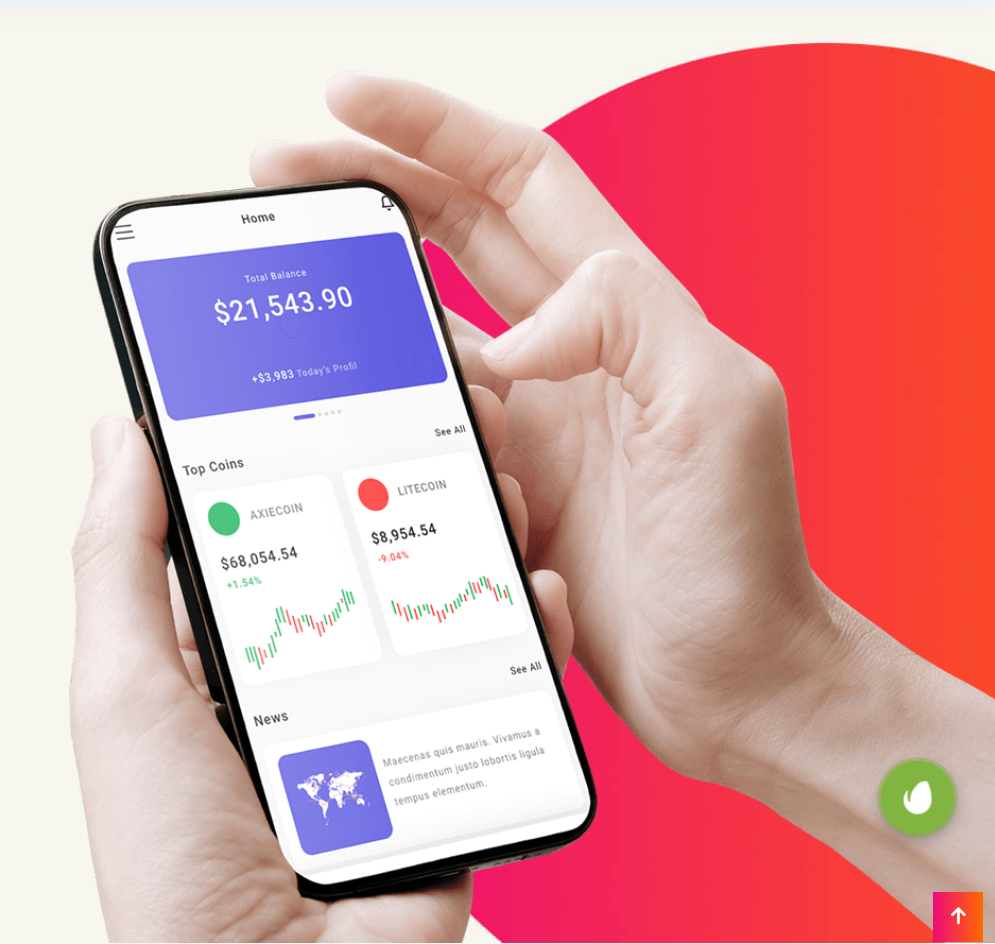 Home
Total Balance
$21,543.90
+$3,983 Today's Profil
See All
Top Coins
AXIECOIN
$68,054.54
+1.54%
LITECOIN
$8,954.54
-9.04%
See All
News
Maecenas quis mauris. Vivamus a
condimentum justo lobortis ligula
tempus elementum.